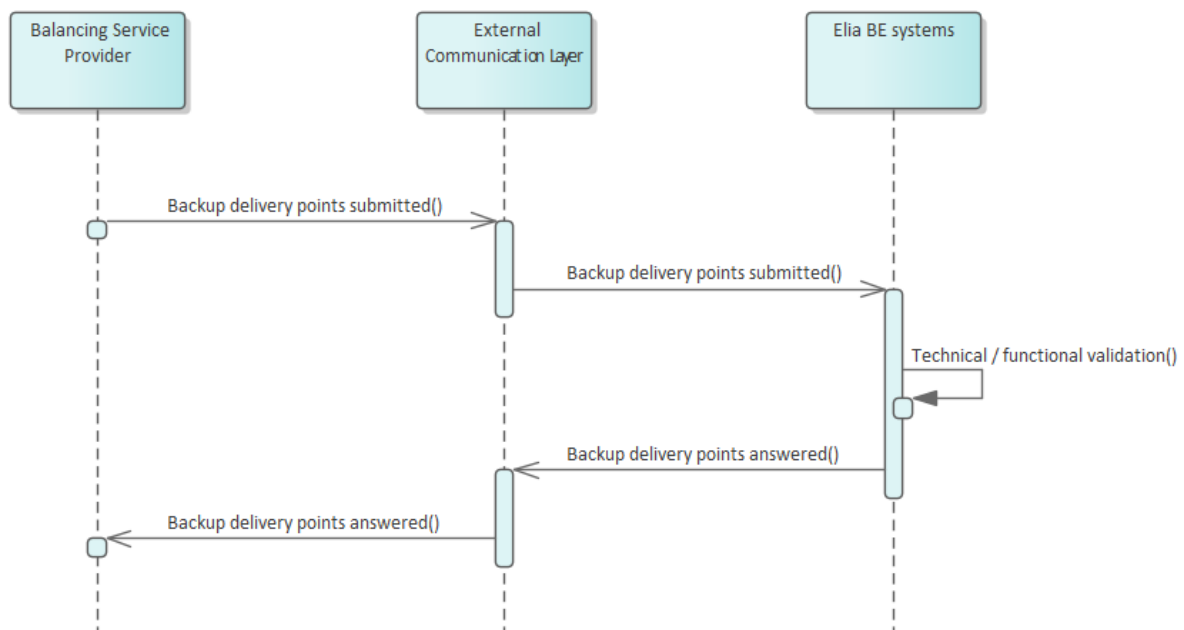 Balancing Service
Provider
External
Communication Layer
Elia BE systems
Backup delivery points submitted()
Backup delivery points submitted()
Technical / functional validation()
Backup delivery points answered()
Backup delivery points answered()